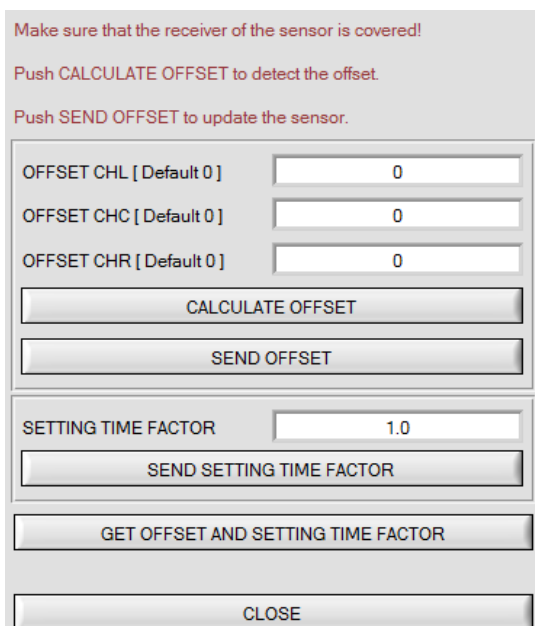 Make sure that the receiver of the sensor is covered!
Push CALCULATE OFFSET to detect the offset.
Push SEND OFFSET to update the sensor.
OFFSET CHL [ Default 0 ] 0
OFFSET CHC [ Default 0 ] 0
OFFSET CHR [ Default 0 ] 0
CALCULATE OFFSET
SEND OFFSET
SETTING TIME FACTOR 1.0
SEND SETTING TIME FACTOR
GET OFFSET AND SETTING TIME FACTOR
CLOSE